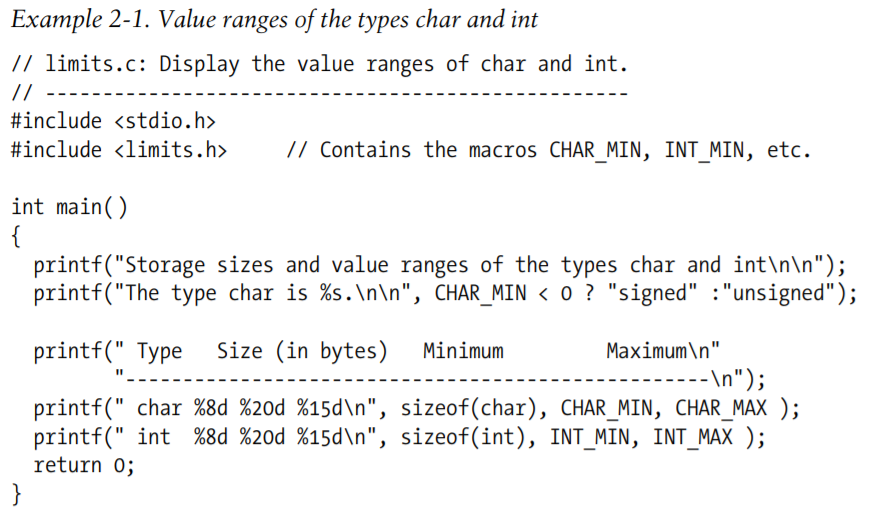 Example 2-1. Value ranges of the types char and int
// limits.c: Display the value ranges of char and int.
// ---------------------------------------------------
#include <stdio.h>
#include <limits.h>     // Contains the macros CHAR_MIN, INT_MIN, etc.
int main()
{
  printf("Storage sizes and value ranges of the types char and int\n\n");
  printf("The type char is %s.\n\n", CHAR_MIN < 0 ? "signed" :"unsigned");
  printf(" Type   Size (in bytes)   Minimum         Maximum\n"
         "---------------------------------------------------\n");
  printf(" char %8d %20d %15d\n", sizeof(char), CHAR_MIN, CHAR_MAX );
  printf(" int  %8d %20d %15d\n", sizeof(int), INT_MIN, INT_MAX );
  return 0;
}